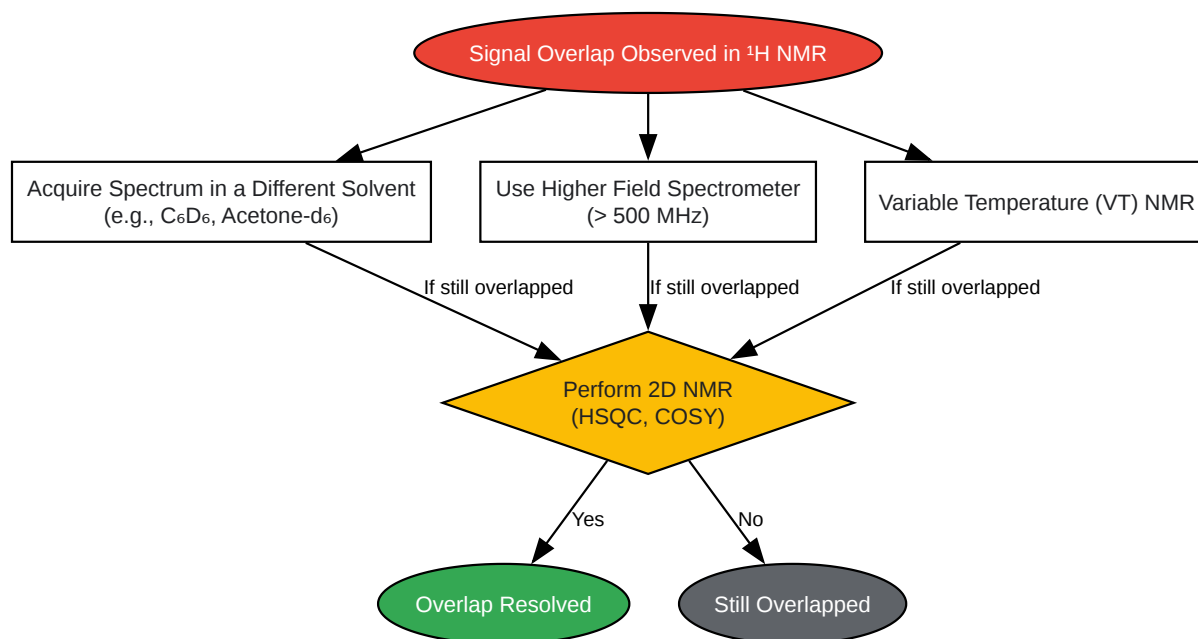 Signal Overlap Observed in ¹H NMR
Acquire Spectrum in a Different Solvent
(e.g., C₆D₆, Acetone-d₆)
Use Higher Field Spectrometer
(> 500 MHz)
Variable Temperature (VT) NMR
If still overlapped
If still overlapped
If still overlapped
Perform 2D NMR
(HSQC, COSY)
Yes
No
Overlap Resolved
Still Overlapped